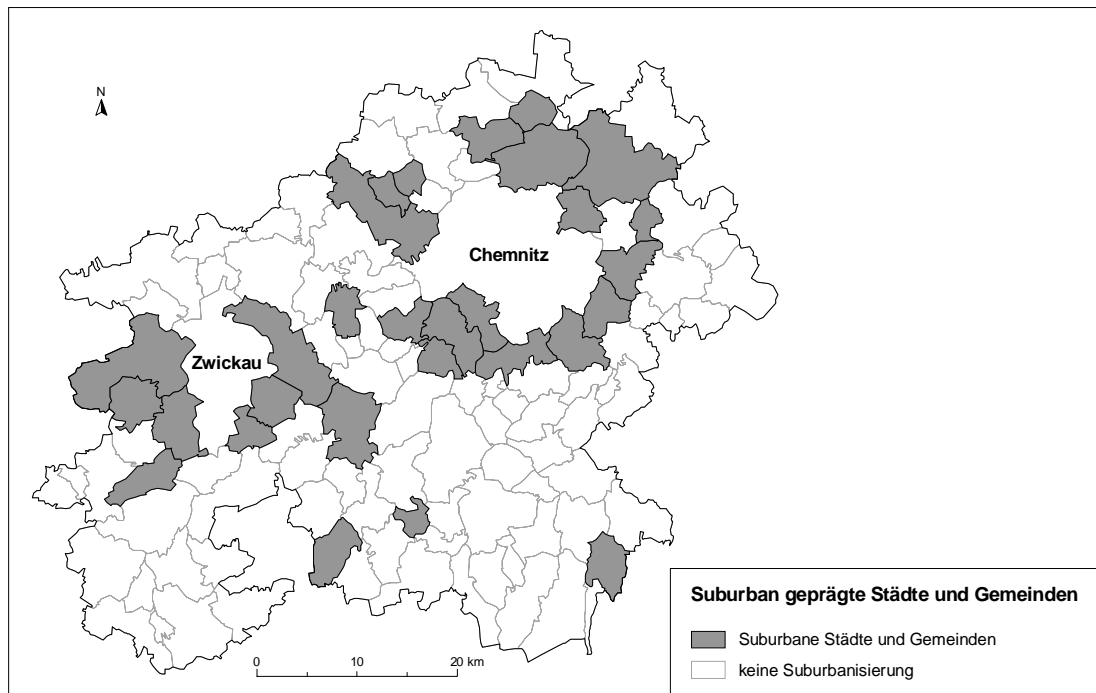 N
Chemnitz
Zwickau
Suburban geprägte Städte und Gemeinden
Suburbane Städte und Gemeinden
keine Suburbanisierung
0 10 20 km